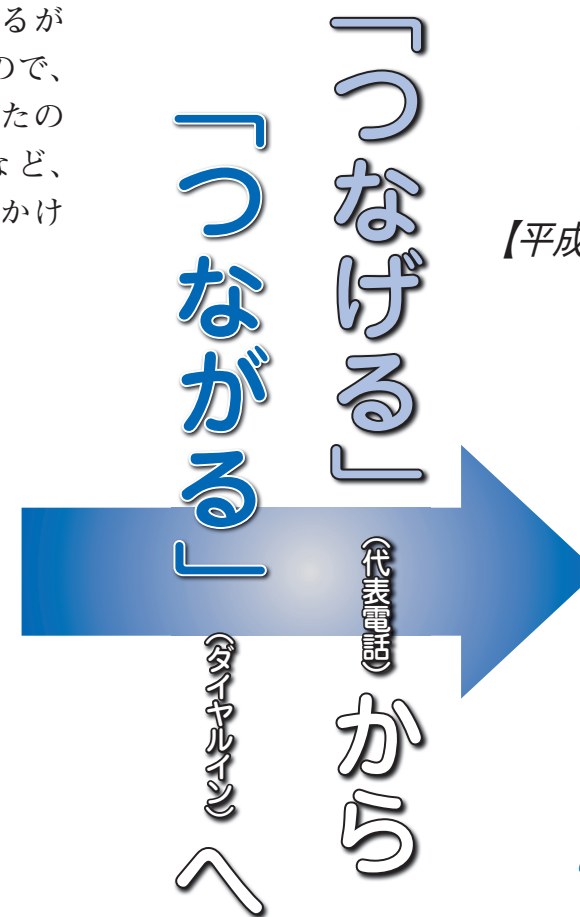 「つなげる」(代表電話)から
「つながる」(ダイヤルイン)へ
るが
ので、
たの
など、
かけ
【平成